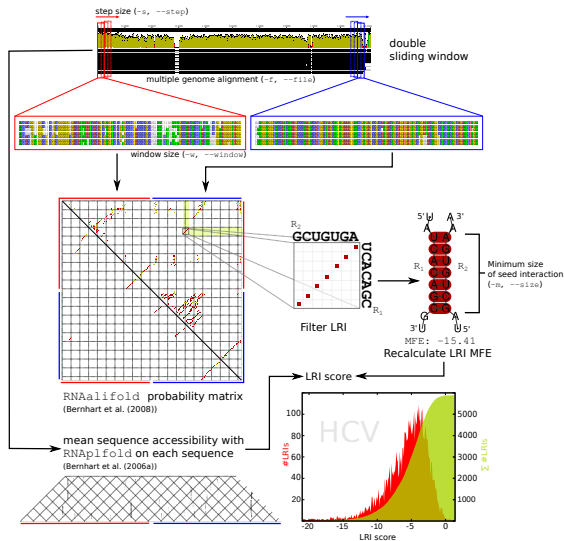 step size (-s, --step)
double
sliding window
multiple genome alignment (-f, --file)
window size (-w, --window)
R2
GCUGUGA
UCACAGC
R1
Filter LRI
5'U A 3'
A A
U A
C G
A U
C G
A U
G C
C G
R1 R2
G A
3'U U 5'
Minimum size
of seed interaction
(-m, --size)
MFE: -15.41
Recalculate LRI MFE
RNAalifold probability matrix
(Bernhart et al. (2008))
LRI score
mean sequence accessibility with
RNAplfold on each sequence
(Bernhart et al. (2006a))
HCV
#LRIs
100
80
60
40
20
∑ #LRIs
5000
4000
3000
2000
1000
-20 -15 -10 -5 0
LRI score